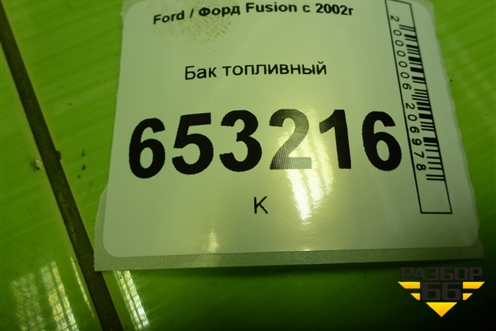 Ford / Форд Fusion с 2002г
Бак топливный
653216
К
2000006206978
РАЗБОР
66